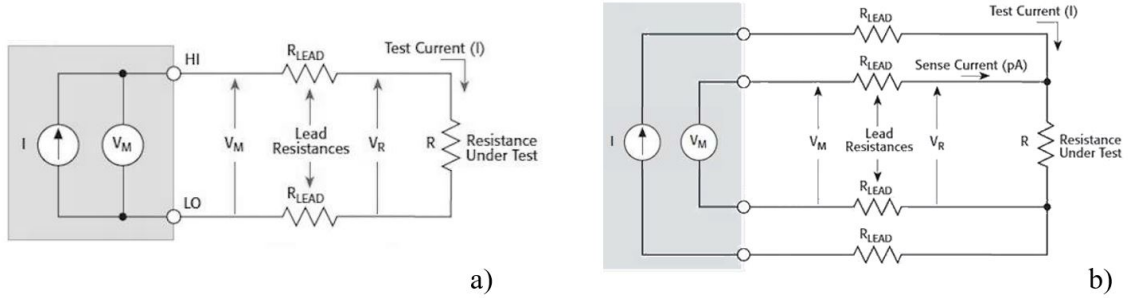 HI
R_LEAD
Test Current (I)
I
V_M
V_M
Lead
Resistances
V_R
R
Resistance
Under Test
LO
R_LEAD
a)
Test Current (I)
R_LEAD
R_LEAD
Sense Current (pA)
I
V_M
V_M
Lead
Resistances
V_R
R
Resistance
Under Test
R_LEAD
R_LEAD
b)